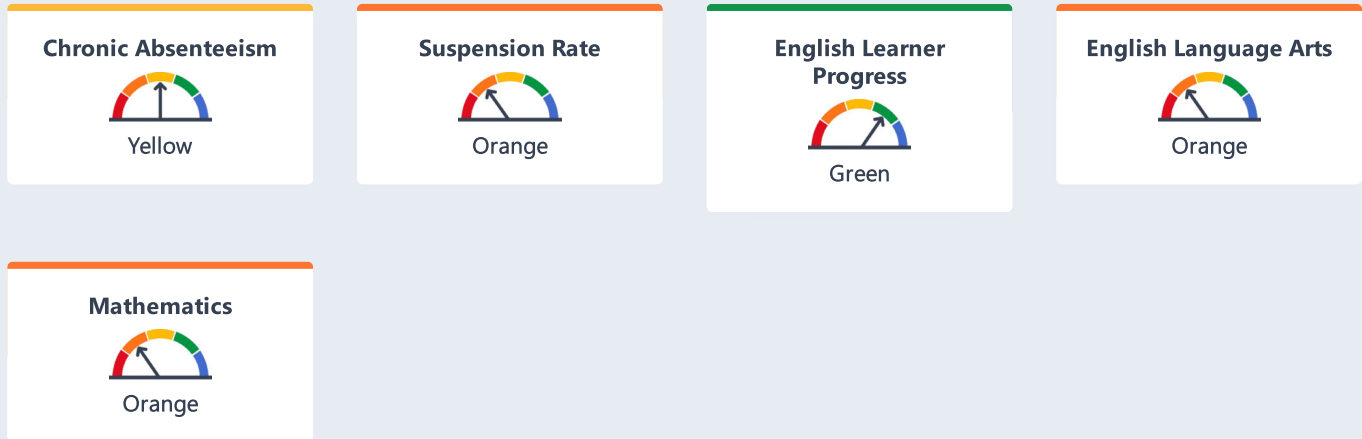 Chronic Absenteeism
Yellow
Suspension Rate
Orange
English Learner
Progress
Green
English Language Arts
Orange
Mathematics
Orange